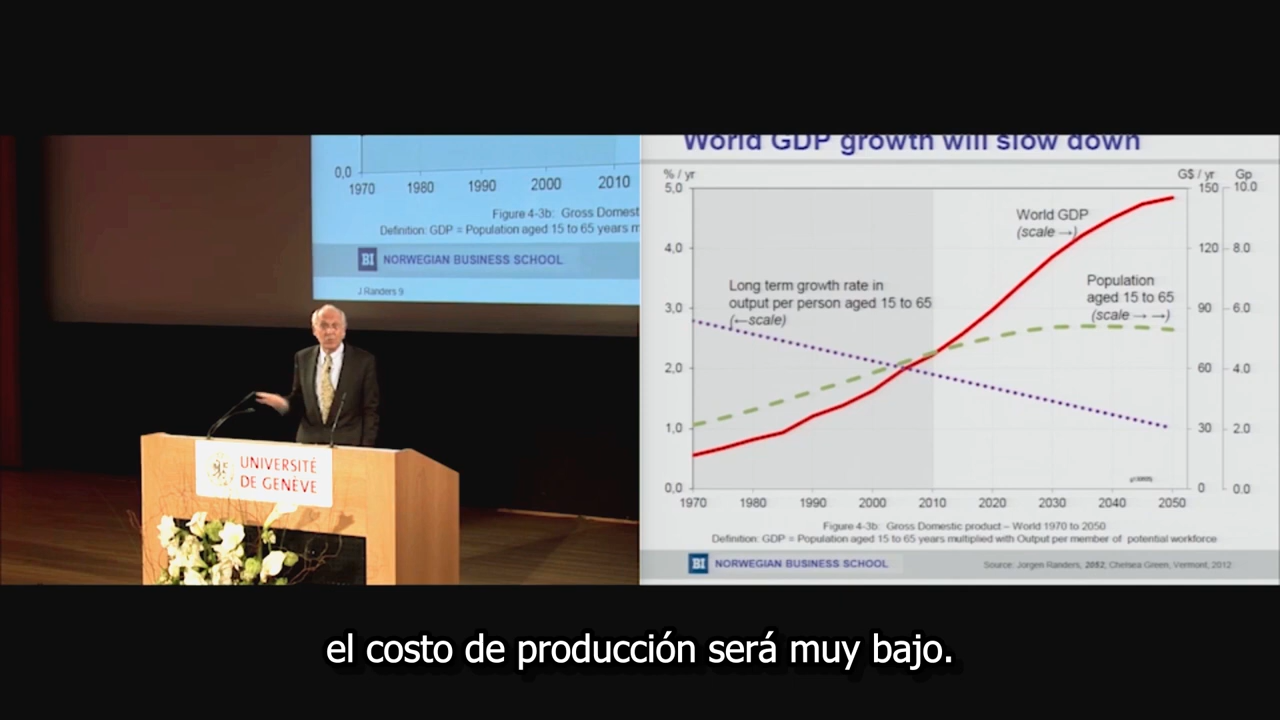 0,0
1970 1980 1990 2000 2010
Figure 4-3b: Gross Domest
Definition: GDP = Population aged 15 to 65 years m
BI NORWEGIAN BUSINESS SCHOOL
J Randers 9
UNIVERSITÉ
DE GENÈVE
World GDP growth will slow down
% / yr
G$ / yr Gp
5,0
4,0
3,0
2,0
1,0
0,0
150 10.0
120 8.0
90 6.0
60 4.0
30 2.0
0 0.0
World GDP
(scale →)
Long term growth rate in
output per person aged 15 to 65
(←scale)
Population
aged 15 to 65
(scale → →)
1970 1980 1990 2000 2010 2020 2030 2040 2050
Figure 4-3b: Gross Domestic product – World 1970 to 2050
Definition: GDP = Population aged 15 to 65 years multiplied with Output per member of potential workforce
BI NORWEGIAN BUSINESS SCHOOL
Source: Jorgen Randers, 2052, Chelsea Green, Vermont, 2012
el costo de producción será muy bajo.